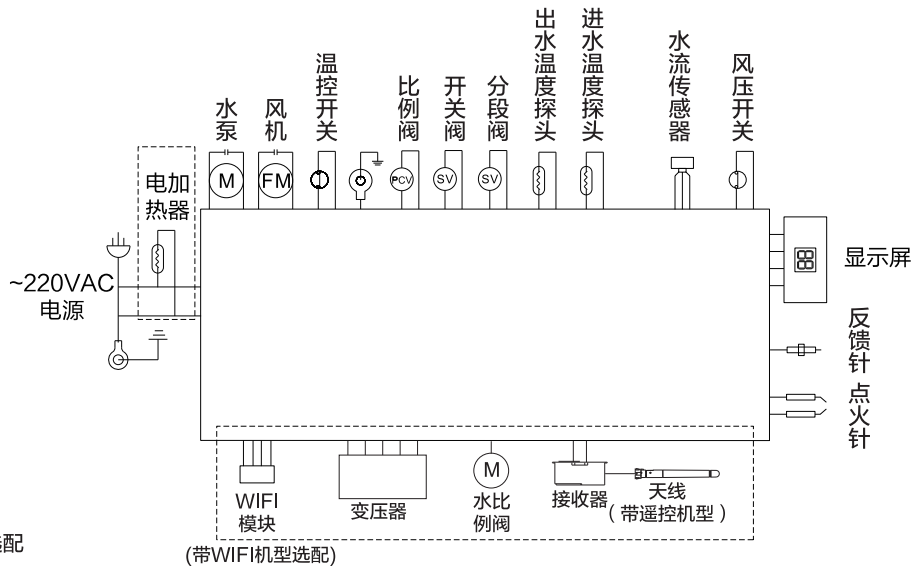 水泵
风机
温控开关
比例阀
开关阀
分段阀
出水温度探头
进水温度探头
水流传感器
风压开关
M
FM
PCV
SV
SV
电加
热器
~220VAC
电源
显示屏
反馈针
点火针
WIFI
模块
变压器
M
水比
例阀
接收器
天线
(带遥控机型)
选配
(带WIFI机型选配)